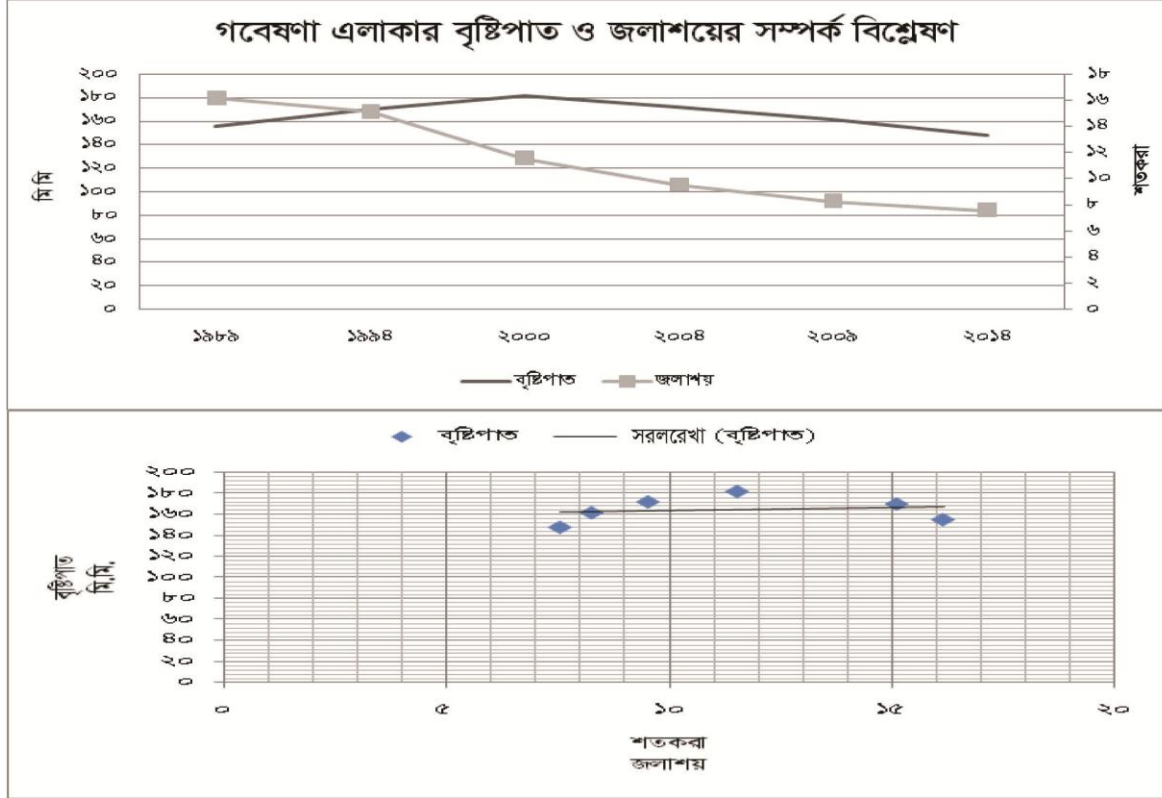 গবেষণা এলাকার বৃষ্টিপাত ও জলাশয়ের সম্পর্ক বিশ্লেষণ
মি মি
২০০
১৮০
১৬০
১৪০
১২০
১০০
৮০
৬০
৪০
২০
০
১৮
১৬
১৪
১২
১০
৮
৬
৪
২
০
শতকরা
১৯৮৯ ১৯৯৪ ২০০০ ২০০৪ ২০০৯ ২০১৪
বৃষ্টিপাত জলাশয়
বৃষ্টিপাত সরলরেখা (বৃষ্টিপাত)
বৃষ্টিপাত
মি.মি.
২০০
১৮০
১৬০
১৪০
১২০
১০০
৮০
৬০
৪০
২০
০
০ ৫ ১০ ১৫ ২০
শতকরা
জলাশয়